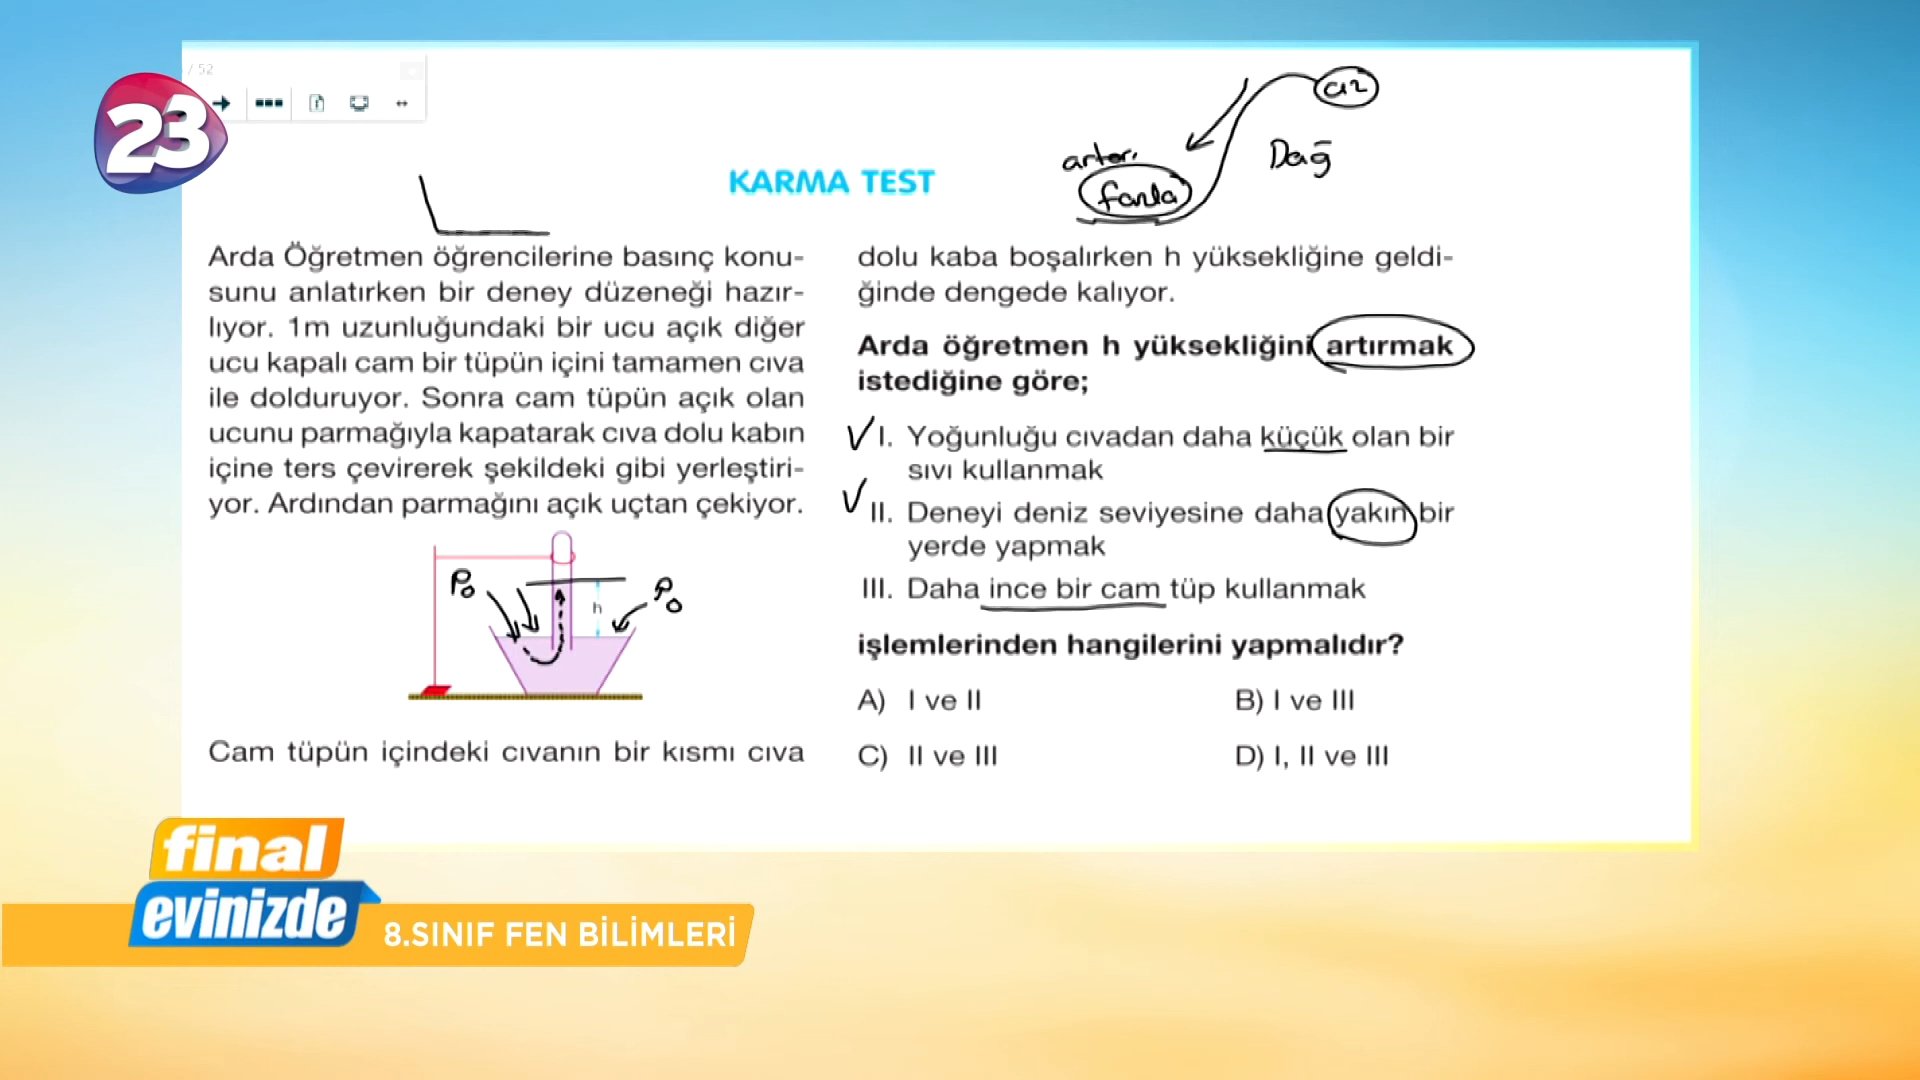 / 52
23
KARMA TEST
az
Dağ
artar.
fazla
Arda Öğretmen öğrencilerine basınç konu-
sunu anlatırken bir deney düzeneği hazır-
lıyor. 1m uzunluğundaki bir ucu açık diğer
ucu kapalı cam bir tüpün içini tamamen cıva
ile dolduruyor. Sonra cam tüpün açık olan
ucunu parmağıyla kapatarak cıva dolu kabın
içine ters çevirerek şekildeki gibi yerleştiri-
yor. Ardından parmağını açık uçtan çekiyor.
P₀
h
P₀
Cam tüpün içindeki cıvanın bir kısmı cıva
dolu kaba boşalırken h yüksekliğine geldi-
ğinde dengede kalıyor.
Arda öğretmen h yüksekliğini artırmak
istediğine göre;
I. Yoğunluğu cıvadan daha küçük olan bir
sıvı kullanmak
II. Deneyi deniz seviyesine daha yakın bir
yerde yapmak
III. Daha ince bir cam tüp kullanmak
işlemlerinden hangilerini yapmalıdır?
A) I ve II
B) I ve III
C) II ve III
D) I, II ve III
final
evinizde
8.SINIF FEN BİLİMLERİ